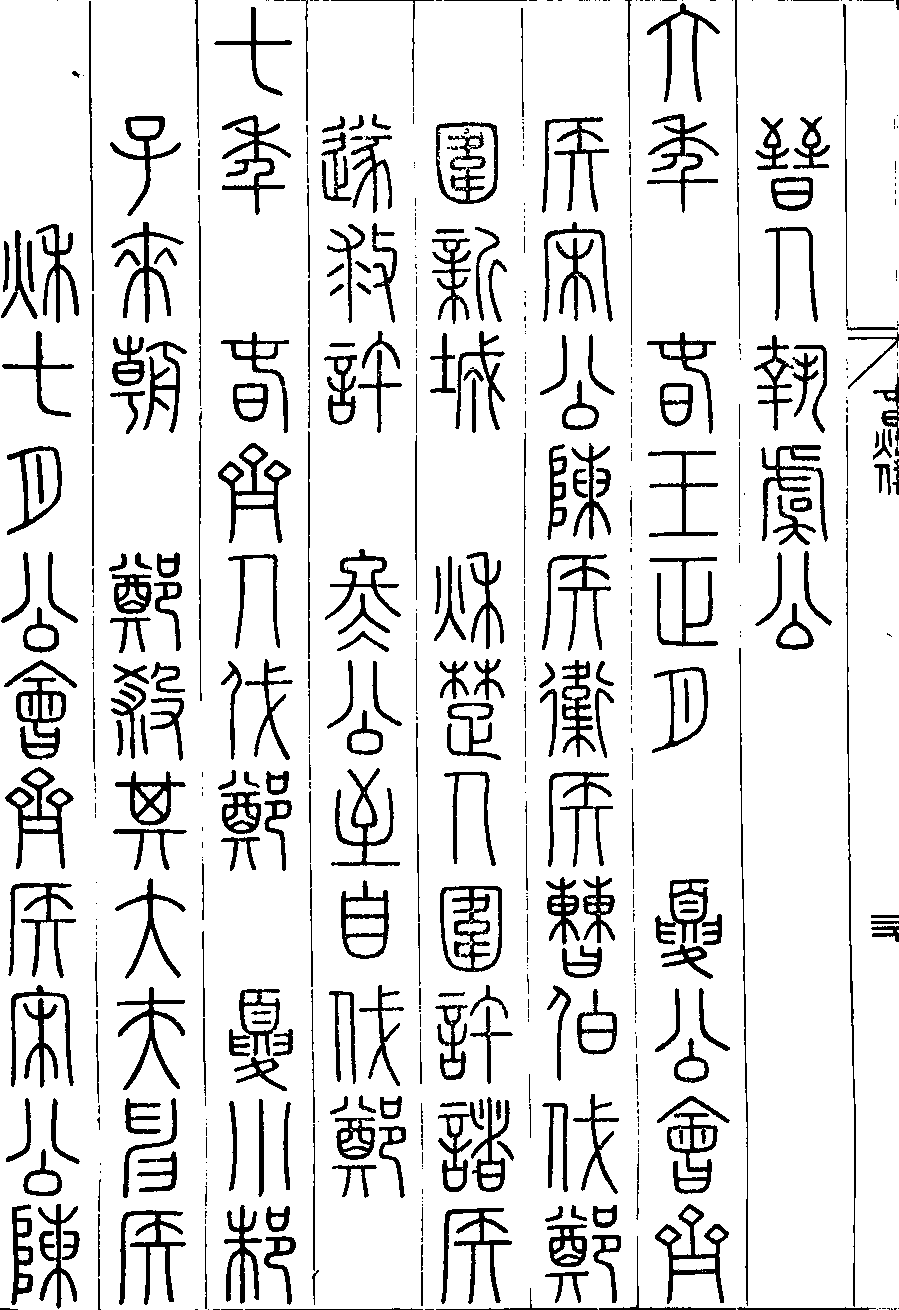 春秋僖
晉人執虞公
六年 春王正月 夏公會齊
侯宋公陳侯衛侯曹伯伐鄭
圍新城 秋楚人圍許諸侯
遂救許 冬公至自伐鄭
七年 春齊人伐鄭 夏小邾
子來朝 鄭殺其大夫申侯
秋七月公會齊侯宋公陳